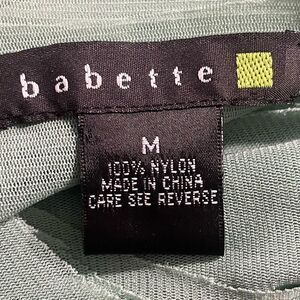 babette
M
100% NYLON
MADE IN CHINA
CARE SEE REVERSE